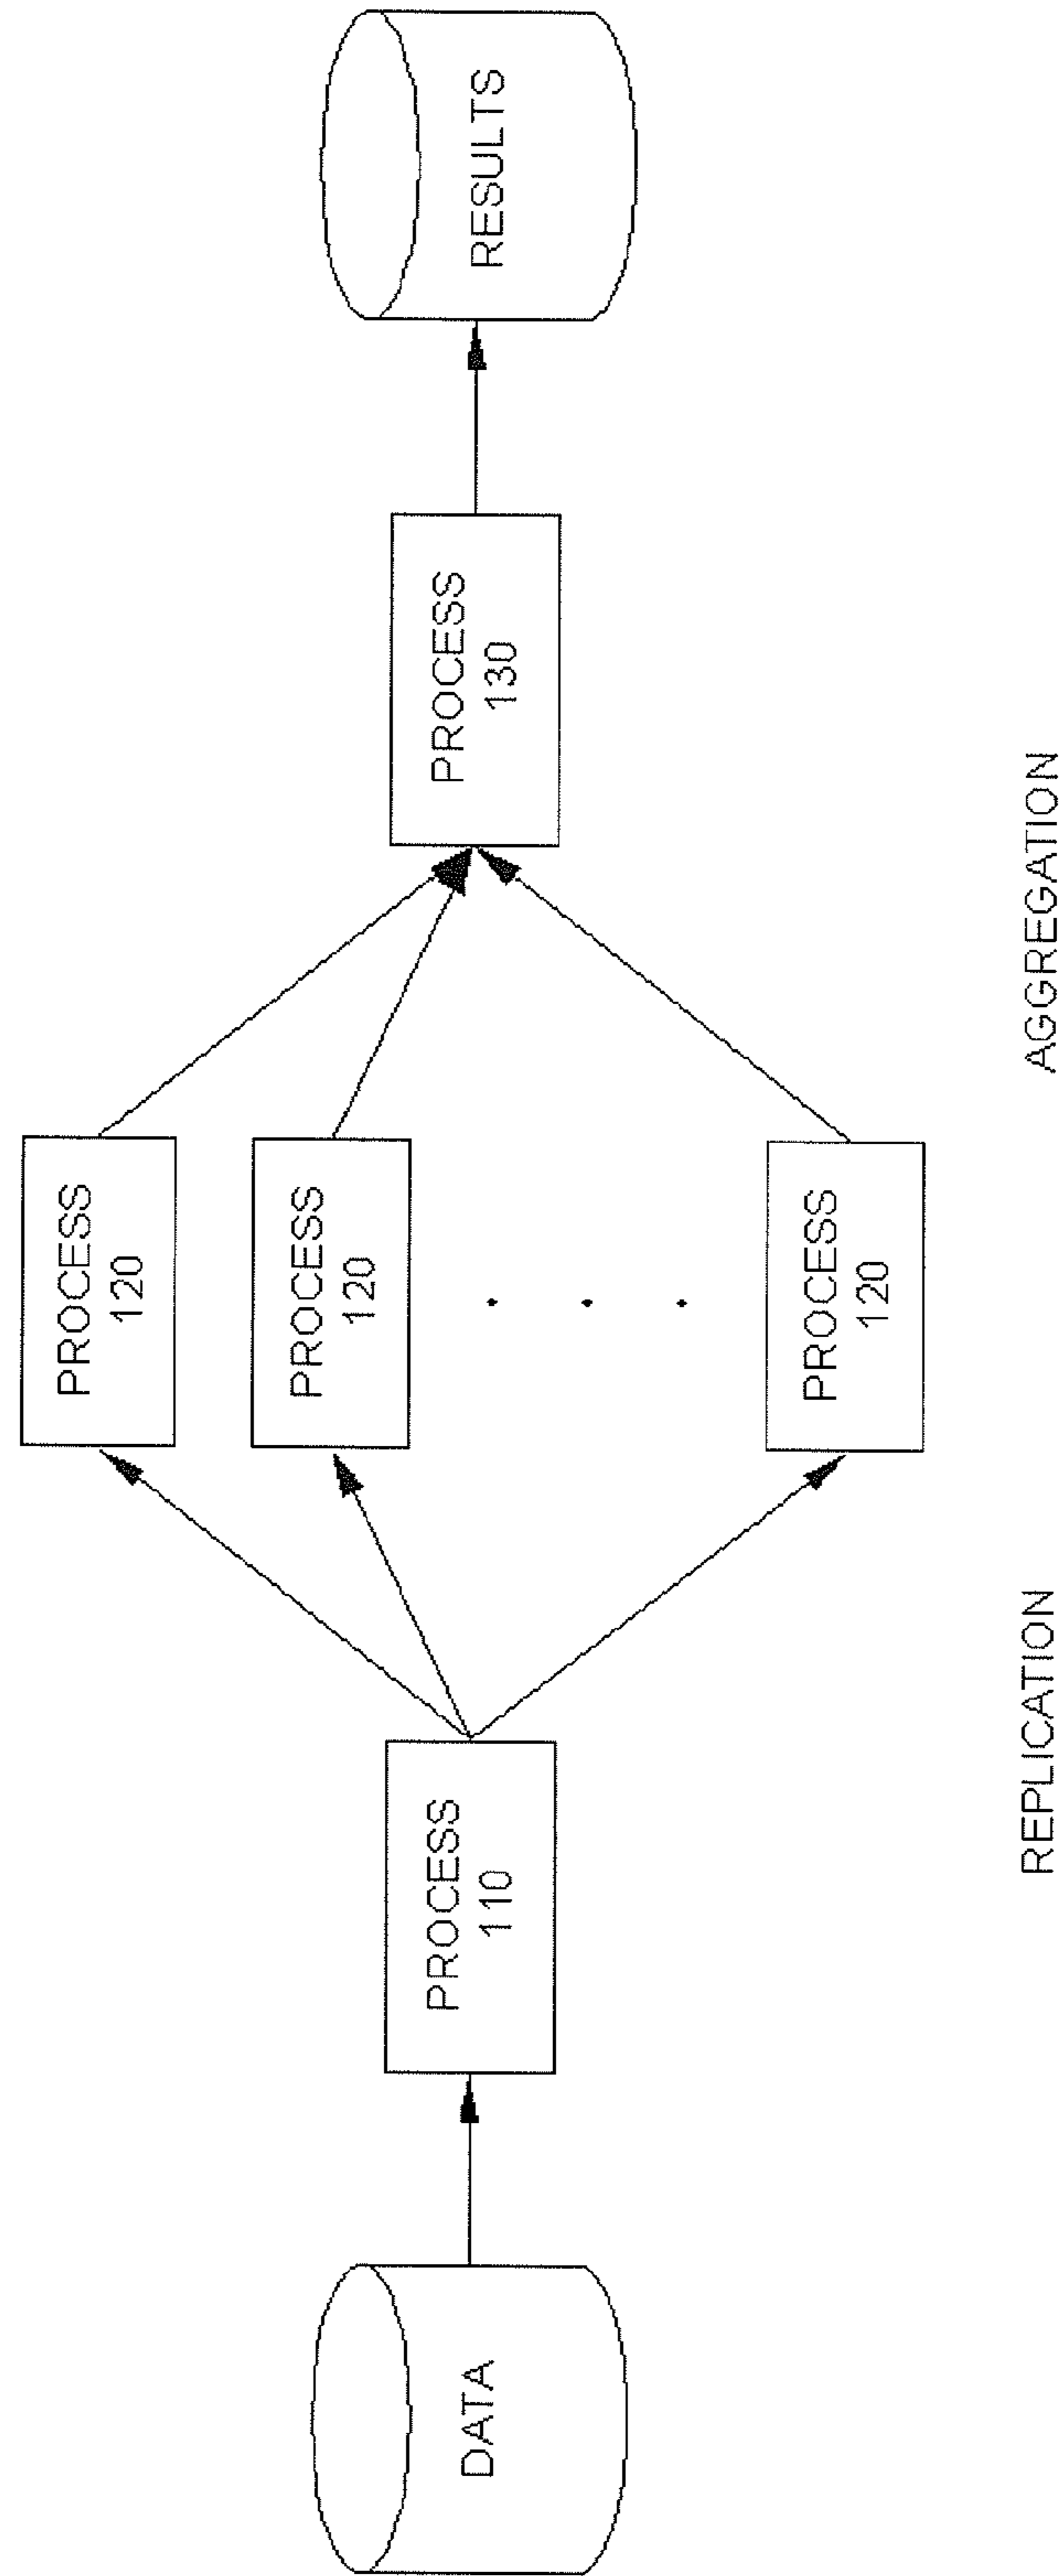 DATA
PROCESS
110
PROCESS
120
PROCESS
120
PROCESS
120
PROCESS
130
RESULTS
REPLICATION
AGGREGATION